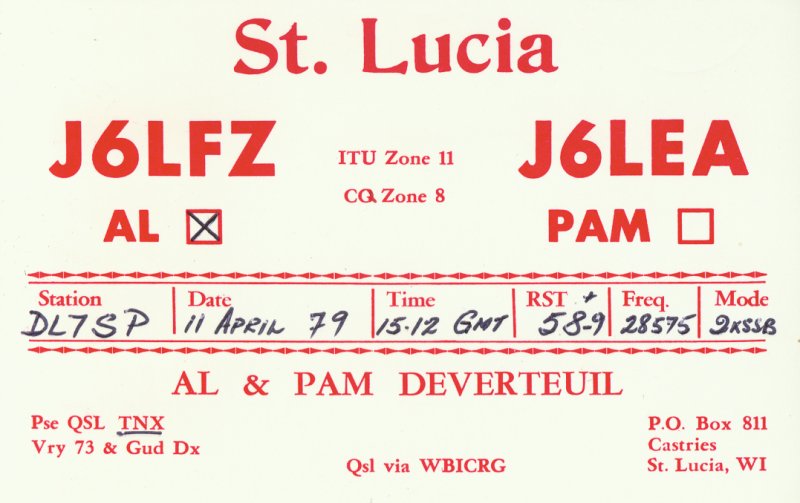 St. Lucia
J6LFZ ITU Zone 11 J6LEA
CQ Zone 8
AL ☒ PAM ☐
Station Date Time RST Freq. Mode
DL7SP 11 APRIL 79 15.12 GMT 58-9+ 28575 2XSSB
AL & PAM DEVERTEUIL
Pse QSL TNX P.O. Box 811
Vry 73 & Gud Dx Castries
Qsl via WBICRG St. Lucia, WI